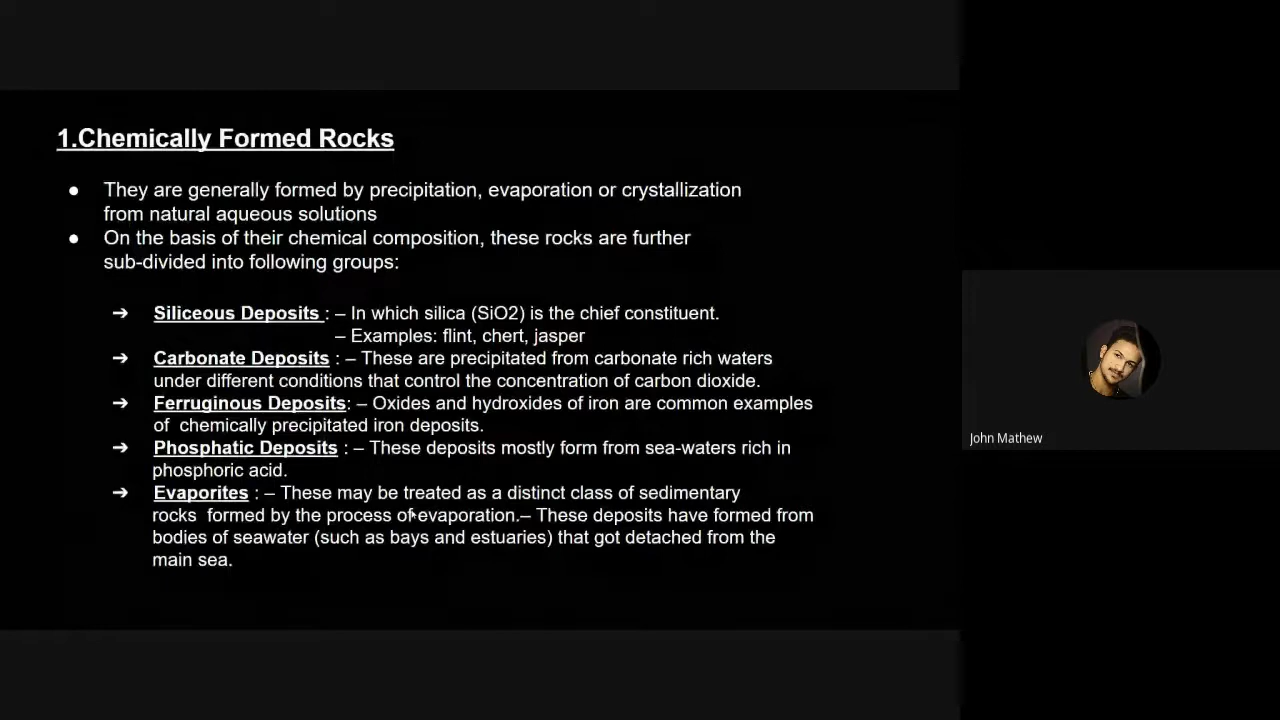 1.Chemically Formed Rocks
● They are generally formed by precipitation, evaporation or crystallization
from natural aqueous solutions
● On the basis of their chemical composition, these rocks are further
sub-divided into following groups:
➔ Siliceous Deposits : – In which silica (SiO2) is the chief constituent.
– Examples: flint, chert, jasper
➔ Carbonate Deposits : – These are precipitated from carbonate rich waters
under different conditions that control the concentration of carbon dioxide.
➔ Ferruginous Deposits: – Oxides and hydroxides of iron are common examples
of chemically precipitated iron deposits.
➔ Phosphatic Deposits : – These deposits mostly form from sea-waters rich in
phosphoric acid.
➔ Evaporites : – These may be treated as a distinct class of sedimentary
rocks formed by the process of evaporation.– These deposits have formed from
bodies of seawater (such as bays and estuaries) that got detached from the
main sea.
John Mathew